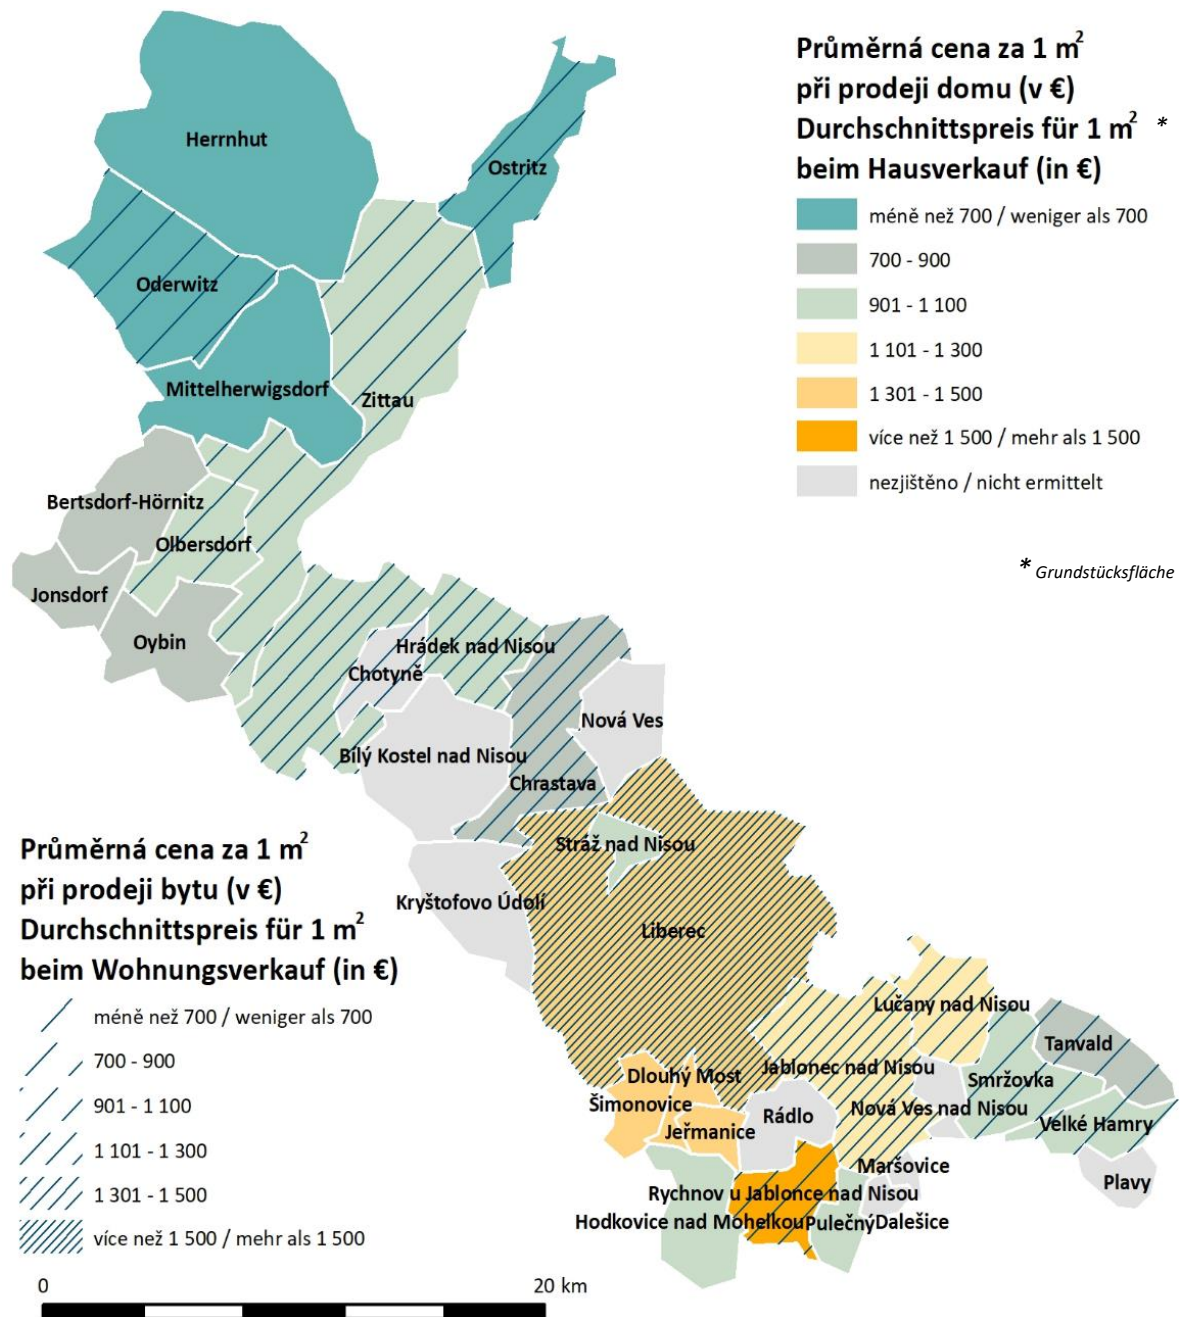 Průměrná cena za 1 m²
při prodeji domu (v €)
Durchschnittspreis für 1 m² *
beim Hausverkauf (in €)
méně než 700 / weniger als 700
700 - 900
901 - 1 100
1 101 - 1 300
1 301 - 1 500
více než 1 500 / mehr als 1 500
nezjištěno / nicht ermittelt
* Grundstücksfläche
Herrnhut
Ostritz
Oderwitz
Mittelherwigsdorf
Zittau
Bertsdorf-Hörnitz
Olbersdorf
Jonsdorf
Oybin
Hrádek nad Nisou
Chotyně
Nová Ves
Bílý Kostel nad Nisou
Chrastava
Stráž nad Nisou
Kryštofovo Údolí
Liberec
Lučany nad Nisou
Tanvald
Jablonec nad Nisou
Dlouhý Most
Smržovka
Šimonovice
Rádlo
Nová Ves nad Nisou
Jeřmanice
Velké Hamry
Maršovice
Plavy
Rychnov u Jablonce nad Nisou
Hodkovice nad Mohelkou
Pulečný
Dalešice
Průměrná cena za 1 m²
při prodeji bytu (v €)
Durchschnittspreis für 1 m²
beim Wohnungsverkauf (in €)
méně než 700 / weniger als 700
700 - 900
901 - 1 100
1 101 - 1 300
1 301 - 1 500
více než 1 500 / mehr als 1 500
0 20 km